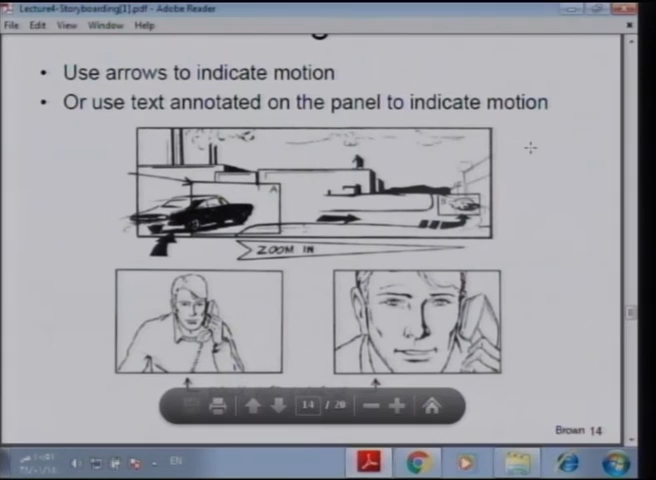 Lecture4-Storyboarding[1].pdf - Adobe Reader
File Edit View Window Help
• Use arrows to indicate motion
• Or use text annotated on the panel to indicate motion
A
ZOOM IN
14 / 20
Brown 14
EN